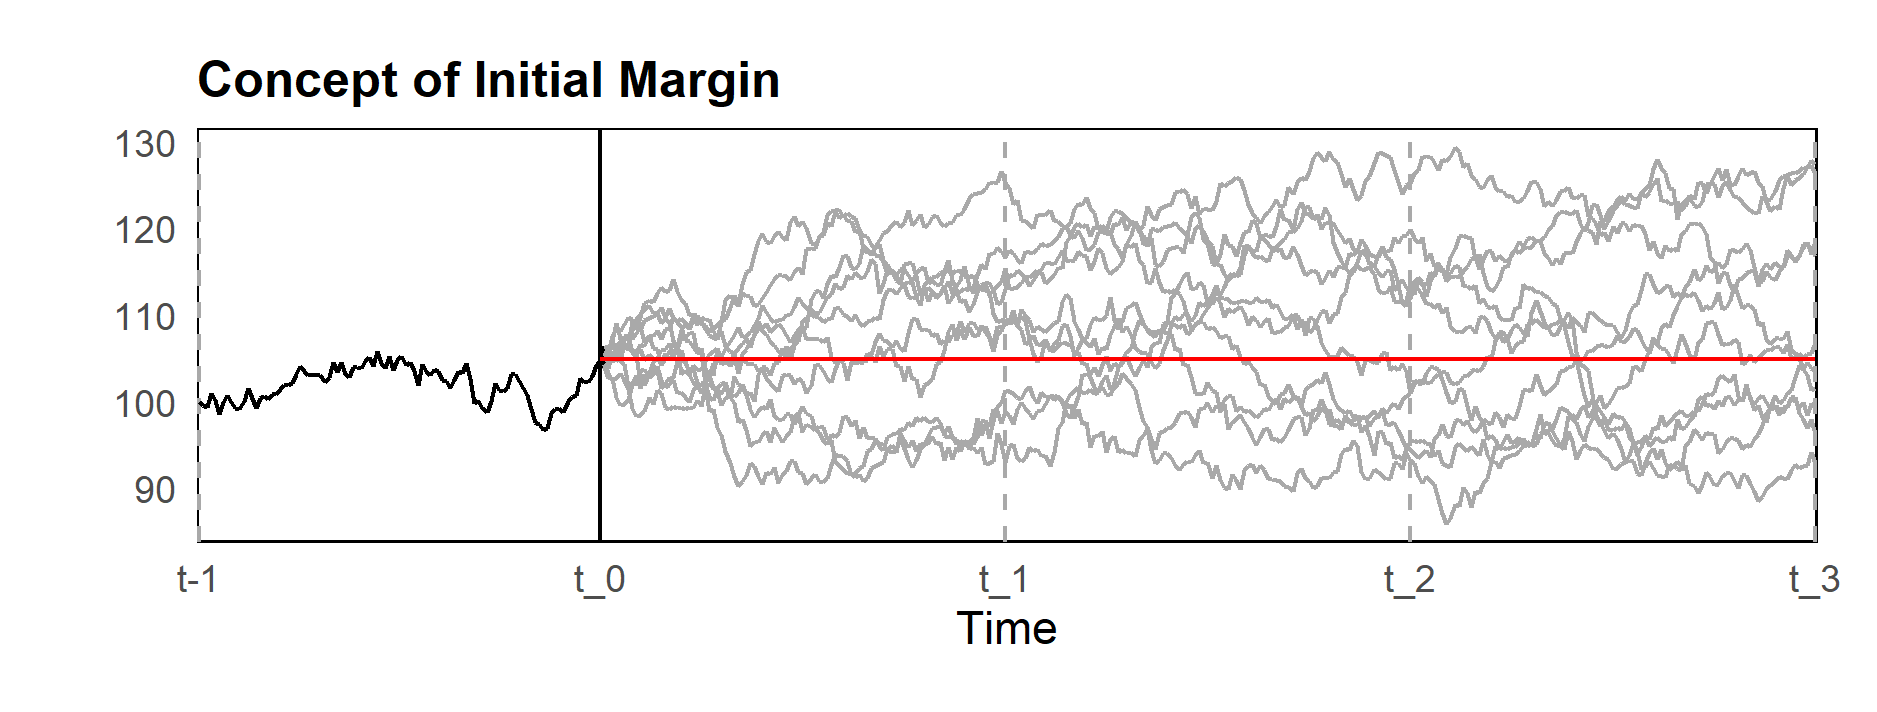 Concept of Initial Margin
130
120
110
100
90
t-1
t_0
t_1
t_2
t_3
Time